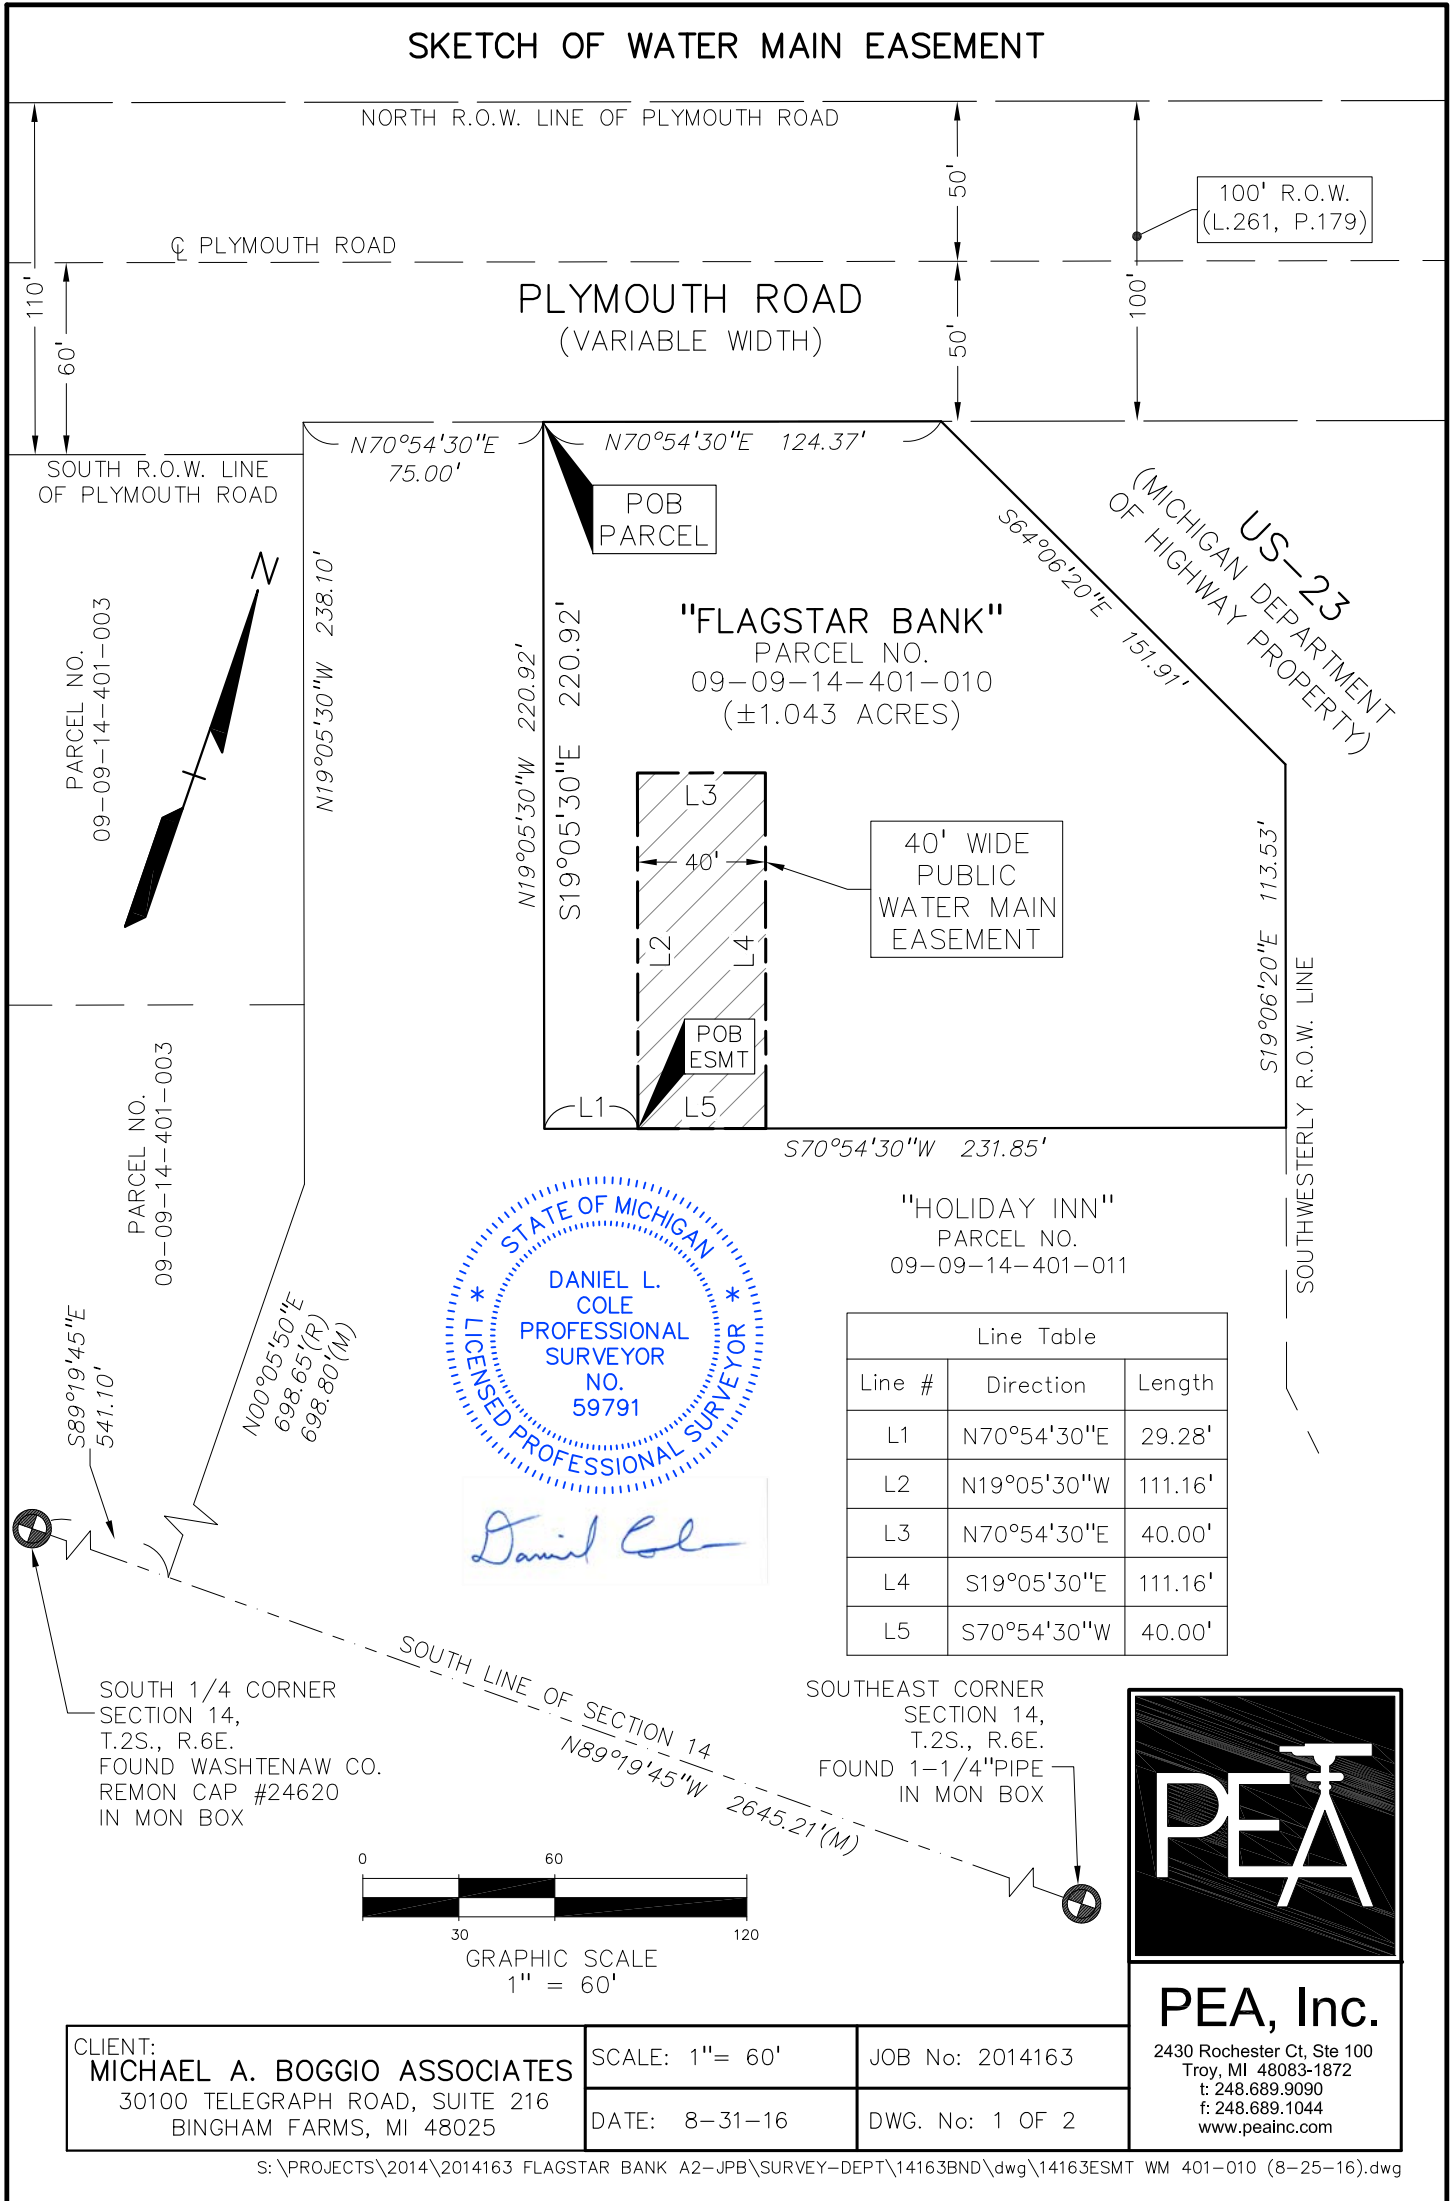 SKETCH OF WATER MAIN EASEMENT
NORTH R.O.W. LINE OF PLYMOUTH ROAD
110'
60'
50'
50'
100'
100' R.O.W.
(L.261, P.179)
℄ PLYMOUTH ROAD
PLYMOUTH ROAD
(VARIABLE WIDTH)
N70°54'30"E
75.00'
N70°54'30"E 124.37'
SOUTH R.O.W. LINE
OF PLYMOUTH ROAD
POB
PARCEL
S64°06'20"E 151.91'
US-23
(MICHIGAN DEPARTMENT
OF HIGHWAY PROPERTY)
N
PARCEL NO.
09-09-14-401-003
N19°05'30"W 238.10'
N19°05'30"W 220.92'
S19°05'30"E 220.92'
"FLAGSTAR BANK"
PARCEL NO.
09-09-14-401-010
(±1.043 ACRES)
L3
40'
L2
L4
40' WIDE
PUBLIC
WATER MAIN
EASEMENT
S19°06'20"E 113.53'
SOUTHWESTERLY R.O.W. LINE
POB
ESMT
L1
L5
S70°54'30"W 231.85'
PARCEL NO.
09-09-14-401-003
"HOLIDAY INN"
PARCEL NO.
09-09-14-401-011
STATE OF MICHIGAN
* LICENSED PROFESSIONAL SURVEYOR *
DANIEL L.
COLE
PROFESSIONAL
SURVEYOR
NO.
59791
Daniel Cole
S89°19'45"E
541.10'
N00°05'50"E
698.65'(R)
698.80'(M)
Line Table
Line # Direction Length
L1 N70°54'30"E 29.28'
L2 N19°05'30"W 111.16'
L3 N70°54'30"E 40.00'
L4 S19°05'30"E 111.16'
L5 S70°54'30"W 40.00'
SOUTH 1/4 CORNER
SECTION 14,
T.2S., R.6E.
FOUND WASHTENAW CO.
REMON CAP #24620
IN MON BOX
SOUTH LINE OF SECTION 14
N89°19'45"W 2645.21'(M)
SOUTHEAST CORNER
SECTION 14,
T.2S., R.6E.
FOUND 1-1/4"PIPE
IN MON BOX
0 60
30 120
GRAPHIC SCALE
1" = 60'
PEA
PEA, Inc.
2430 Rochester Ct, Ste 100
Troy, MI 48083-1872
t: 248.689.9090
f: 248.689.1044
www.peainc.com
CLIENT:
MICHAEL A. BOGGIO ASSOCIATES
30100 TELEGRAPH ROAD, SUITE 216
BINGHAM FARMS, MI 48025
SCALE: 1"= 60'
JOB No: 2014163
DATE: 8-31-16
DWG. No: 1 OF 2
S:\PROJECTS\2014\2014163 FLAGSTAR BANK A2-JPB\SURVEY-DEPT\14163BND\dwg\14163ESMT WM 401-010 (8-25-16).dwg